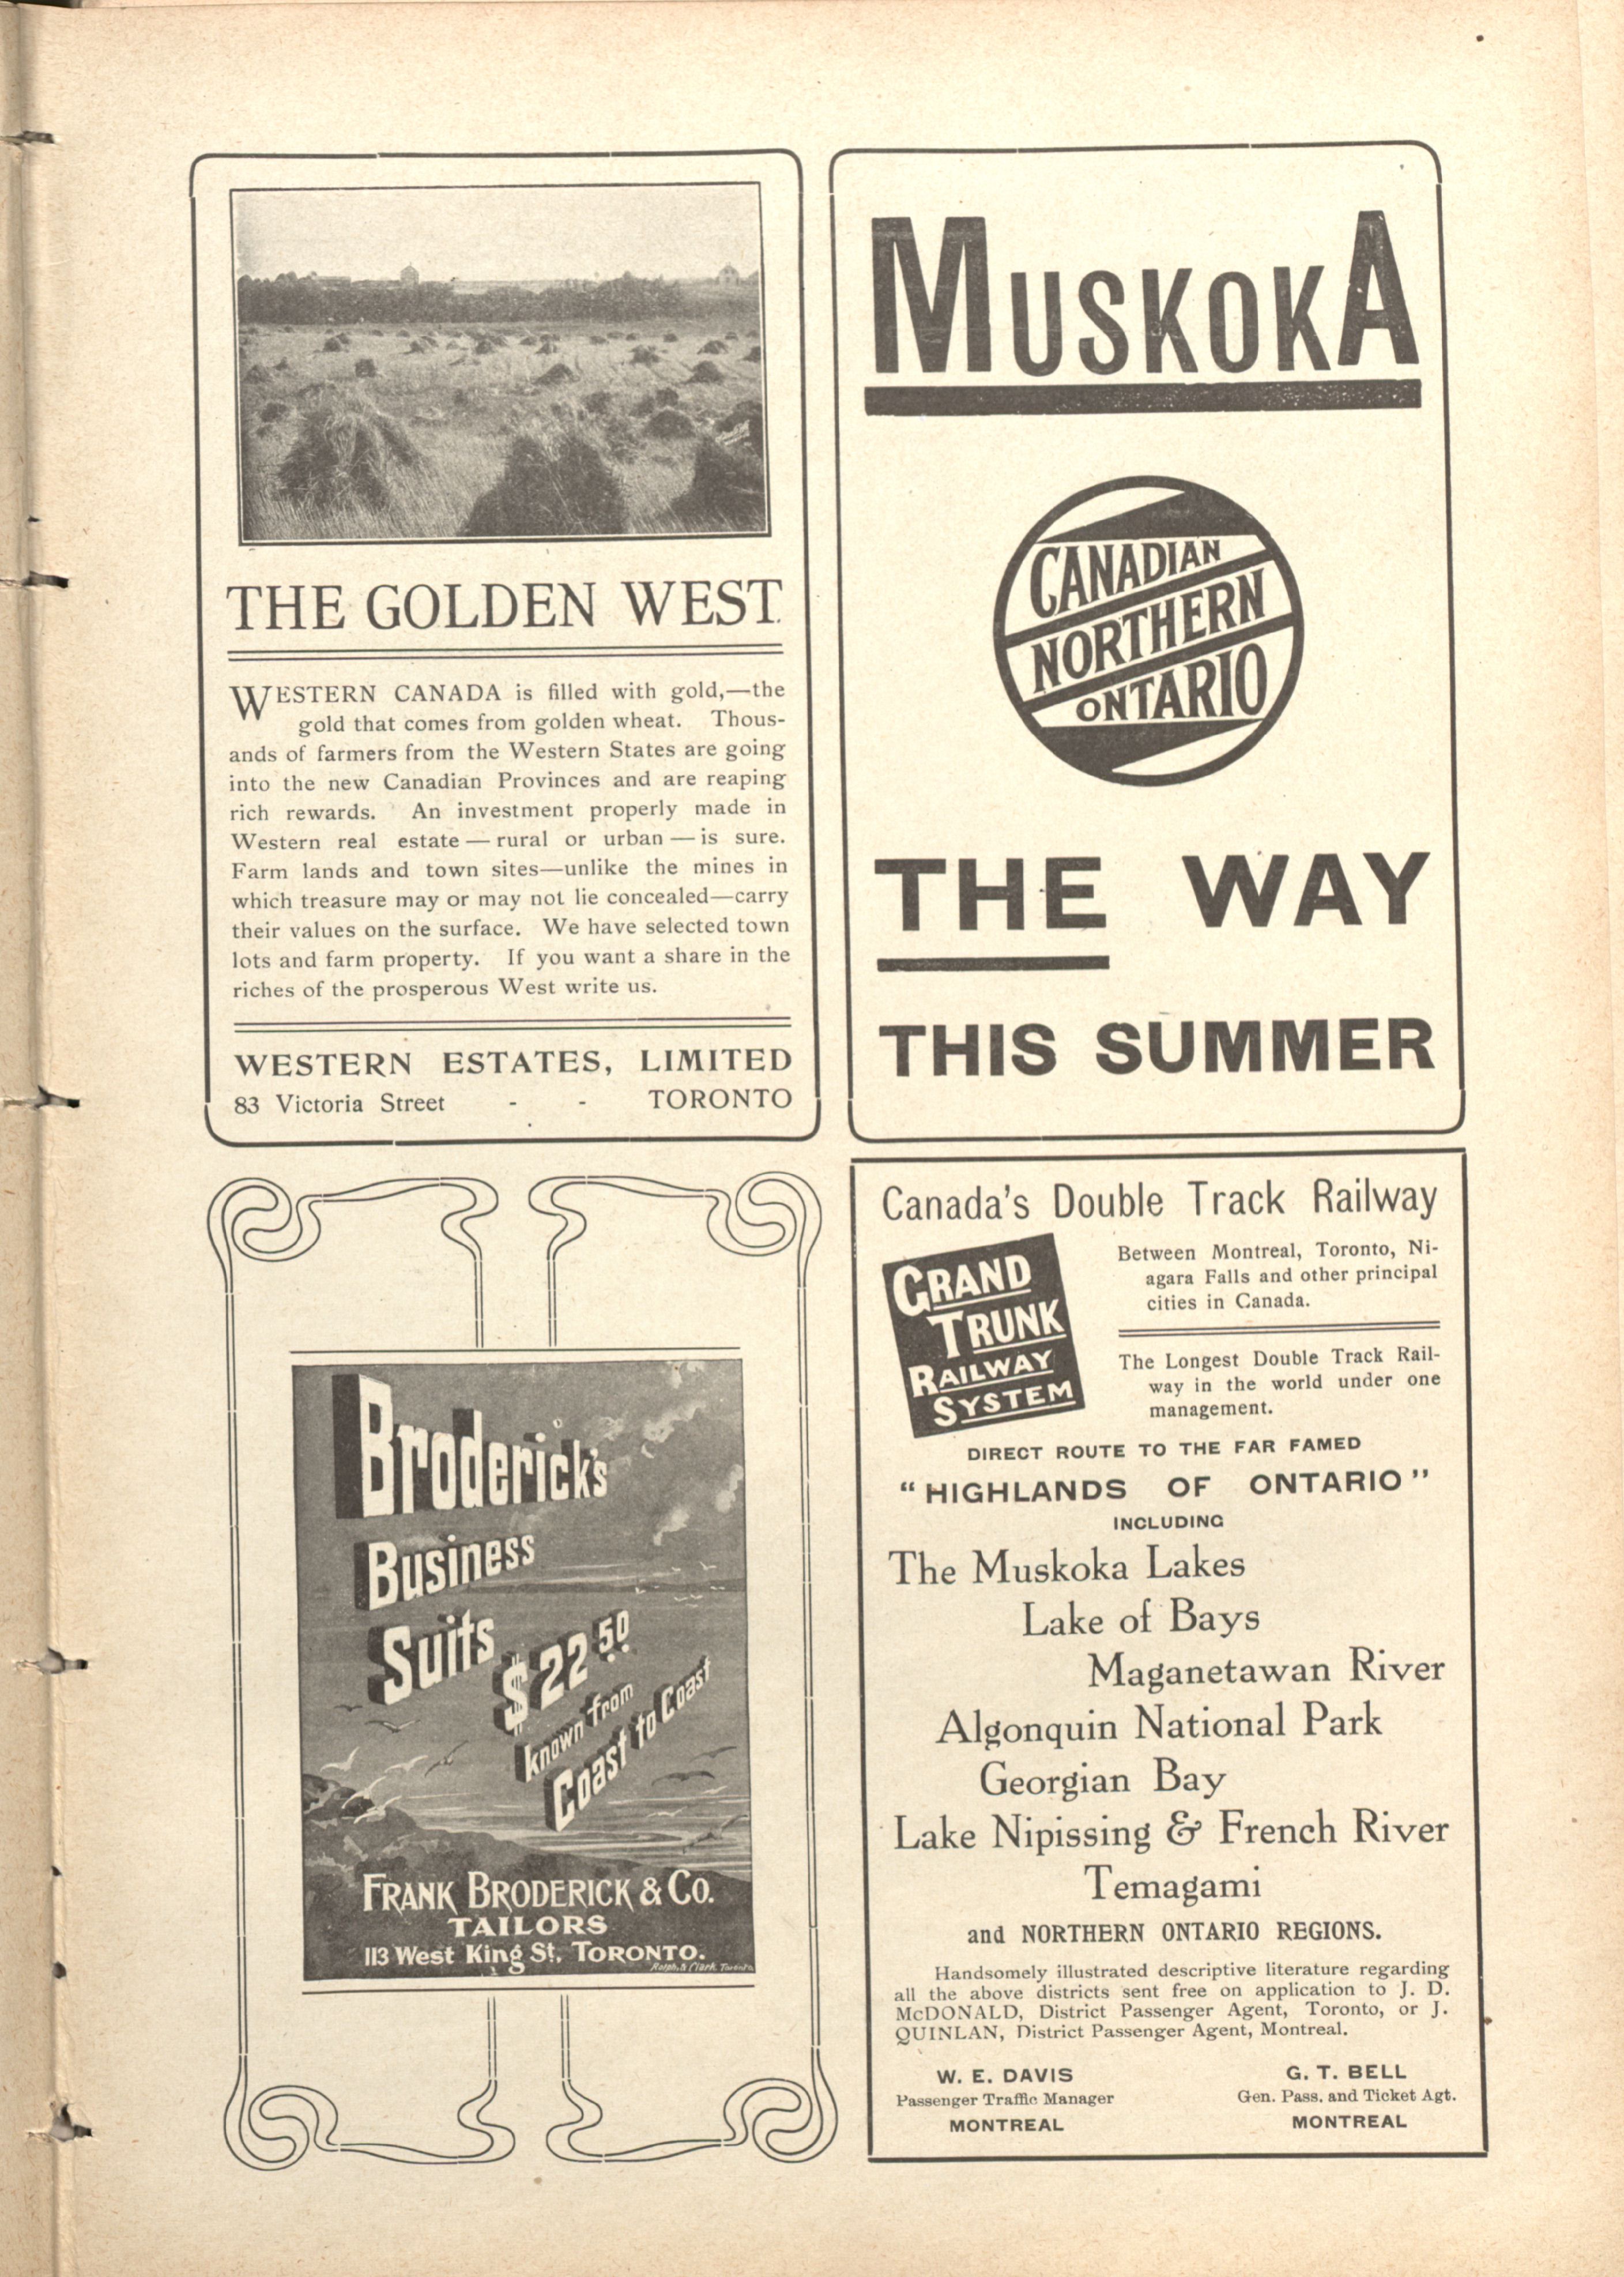 THE GOLDEN WEST.
WESTERN CANADA is filled with gold,—the
gold that comes from golden wheat. Thous-
ands of farmers from the Western States are going
into the new Canadian Provinces and are reaping
rich rewards. An investment properly made in
Western real estate—rural or urban—is sure.
Farm lands and town sites—unlike the mines in
which treasure may or may not lie concealed—carry
their values on the surface. We have selected town
lots and farm property. If you want a share in the
riches of the prosperous West write us.
WESTERN ESTATES, LIMITED
83 Victoria Street - - TORONTO
MUSKOKA
CANADIAN
NORTHERN
ONTARIO
THE WAY
THIS SUMMER
Broderick's
Business
Suits
$22.50
known from
Coast to Coast
FRANK BRODERICK & CO.
TAILORS
113 West King St., TORONTO.
Rolph & Clark Toronto
Canada's Double Track Railway
GRAND
TRUNK
RAILWAY
SYSTEM
Between Montreal, Toronto, Ni-
agara Falls and other principal
cities in Canada.
The Longest Double Track Rail-
way in the world under one
management.
DIRECT ROUTE TO THE FAR FAMED
"HIGHLANDS OF ONTARIO"
INCLUDING
The Muskoka Lakes
Lake of Bays
Maganetawan River
Algonquin National Park
Georgian Bay
Lake Nipissing & French River
Temagami
and NORTHERN ONTARIO REGIONS.
Handsomely illustrated descriptive literature regarding
all the above districts sent free on application to J. D.
McDONALD, District Passenger Agent, Toronto, or J.
QUINLAN, District Passenger Agent, Montreal.
W. E. DAVIS
Passenger Traffic Manager
MONTREAL
G. T. BELL
Gen. Pass. and Ticket Agt.
MONTREAL